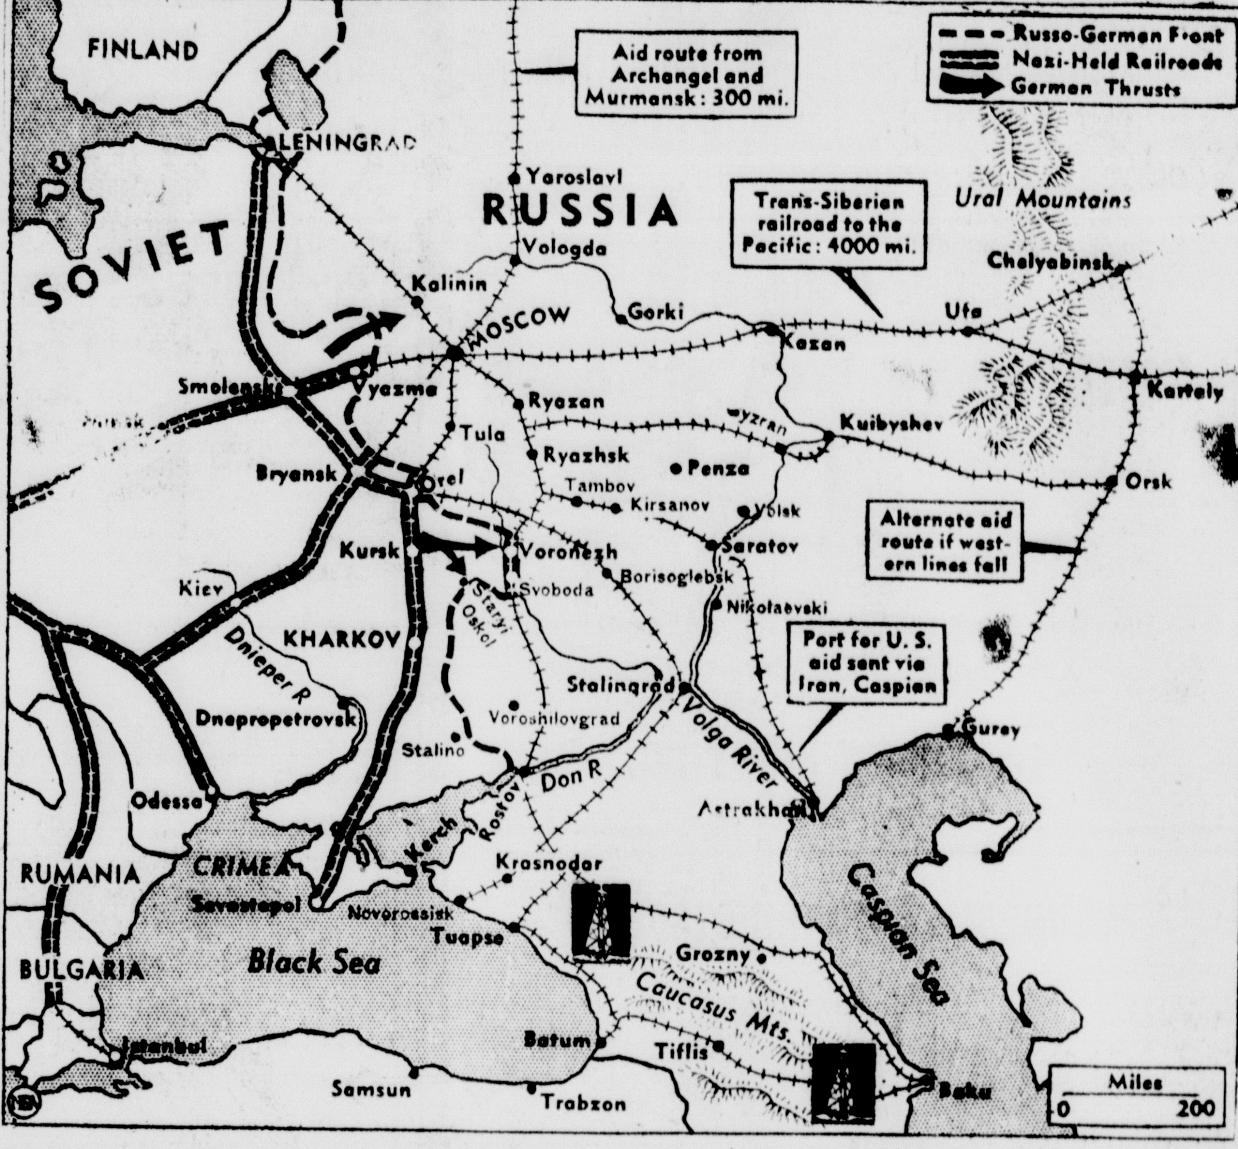 FINLAND
Aid route from
Archangel and
Murmansk: 300 mi.
Russo-German Front
Nazi-Held Railroads
German Thrusts
LENINGRAD
Yaroslavl
SOVIET RUSSIA
Trans-Siberian
railroad to the
Pacific: 4000 mi.
Ural Mountains
Vologda
Chelyabinsk
Kalinin
Gorki
Ufa
MOSCOW
Kazan
Smolensk
Vyazma
Kartaly
Ryazan
Tula
Kuibyshev
Ryazhsk
Penza
Bryansk
Orel
Tambov
Kirsanov
Volsk
Orsk
Alternate aid
route if west-
ern lines fall
Kursk
Voronezh
Saratov
Kiev
Svoboda
Borisoglebsk
Staryi
Oskol
Nikolaevski
KHARKOV
Dnieper R
Port for U. S.
aid sent via
Iran, Caspian
Stalingrad
Volga River
Dnepropetrovsk
Voroshilovgrad
Stalino
Gurev
Don R
Odessa
Rostov
Astrakhan
Kerch
RUMANIA
CRIMEA
Krasnodar
Sevastopol
Novorossisk
Tuapse
Caspian Sea
BULGARIA
Black Sea
Grozny
Caucasus Mts.
Istanbul
Batum
Tiflis
Samsun
Trabzon
Baku
Miles
0 200
NEA